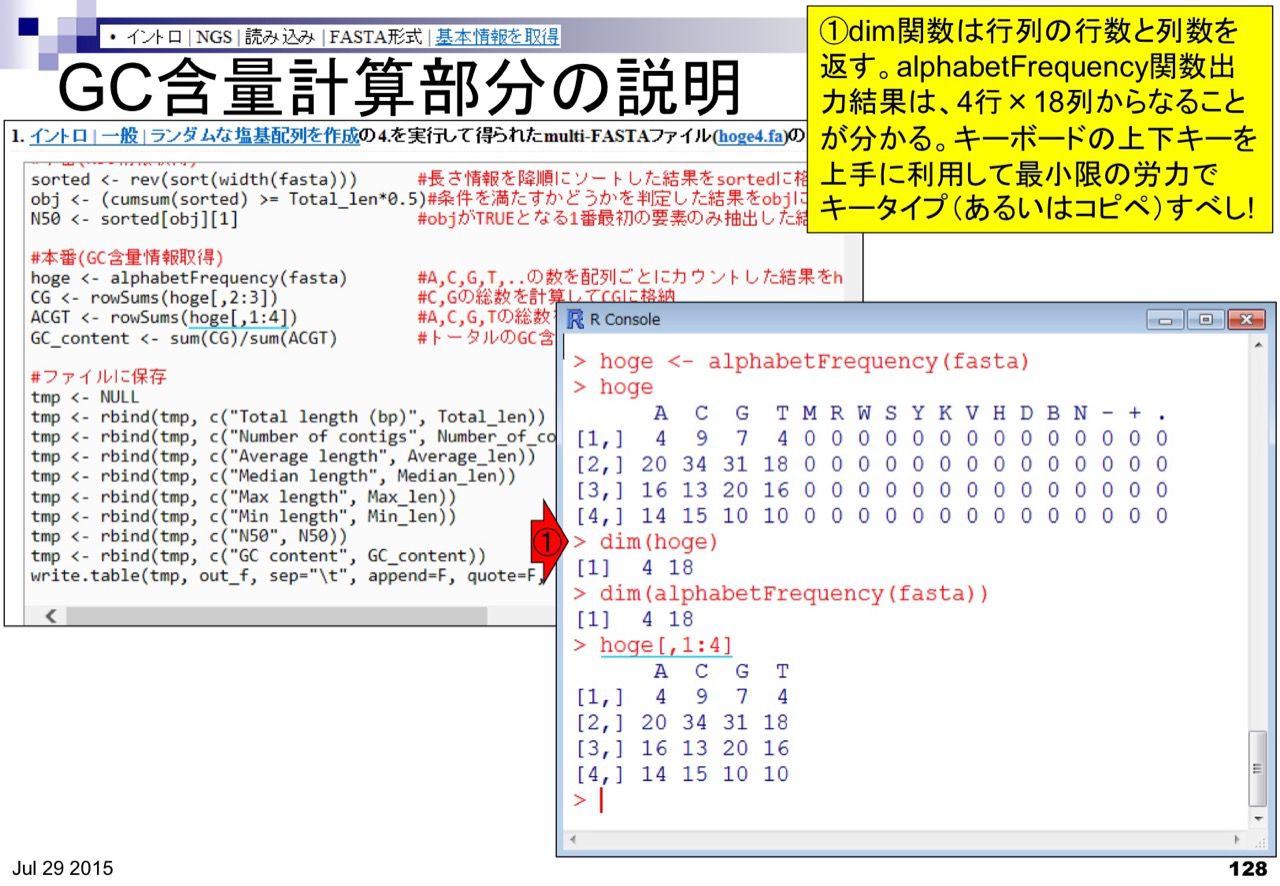 • イントロ | NGS | 読み込み | FASTA形式 | 基本情報を取得
GC含量計算部分の説明
①dim関数は行列の行数と列数を
返す。alphabetFrequency関数出
力結果は、4行×18列からなること
が分かる。キーボードの上下キーを
上手に利用して最小限の労力で
キータイプ(あるいはコピペ)すべし!
1. イントロ | 一般 | ランダムな塩基配列を作成の4.を実行して得られたmulti-FASTAファイル(hoge4.fa)の
sorted <- rev(sort(width(fasta))) #長さ情報を降順にソートした結果をsortedに格
obj <- (cumsum(sorted) >= Total_len*0.5)#条件を満たすかどうかを判定した結果をobjに
N50 <- sorted[obj][1] #objがTRUEとなる1番最初の要素のみ抽出した結
#本番(GC含量情報取得)
hoge <- alphabetFrequency(fasta) #A,C,G,T,..の数を配列ごとにカウントした結果をh
CG <- rowSums(hoge[,2:3]) #C,Gの総数を計算してCGに格納
ACGT <- rowSums(hoge[,1:4]) #A,C,G,Tの総数
GC_content <- sum(CG)/sum(ACGT) #トータルのGC含
#ファイルに保存
tmp <- NULL
tmp <- rbind(tmp, c("Total length (bp)", Total_len))
tmp <- rbind(tmp, c("Number of contigs", Number_of_co
tmp <- rbind(tmp, c("Average length", Average_len))
tmp <- rbind(tmp, c("Median length", Median_len))
tmp <- rbind(tmp, c("Max length", Max_len))
tmp <- rbind(tmp, c("Min length", Min_len))
tmp <- rbind(tmp, c("N50", N50))
tmp <- rbind(tmp, c("GC content", GC_content))
write.table(tmp, out_f, sep="\t", append=F, quote=F,
R Console
> hoge <- alphabetFrequency(fasta)
> hoge
A C G T M R W S Y K V H D B N - + .
[1,] 4 9 7 4 0 0 0 0 0 0 0 0 0 0 0 0 0 0
[2,] 20 34 31 18 0 0 0 0 0 0 0 0 0 0 0 0 0 0
[3,] 16 13 20 16 0 0 0 0 0 0 0 0 0 0 0 0 0 0
[4,] 14 15 10 10 0 0 0 0 0 0 0 0 0 0 0 0 0 0
① > dim(hoge)
[1] 4 18
> dim(alphabetFrequency(fasta))
[1] 4 18
> hoge[,1:4]
A C G T
[1,] 4 9 7 4
[2,] 20 34 31 18
[3,] 16 13 20 16
[4,] 14 15 10 10
>
Jul 29 2015
128